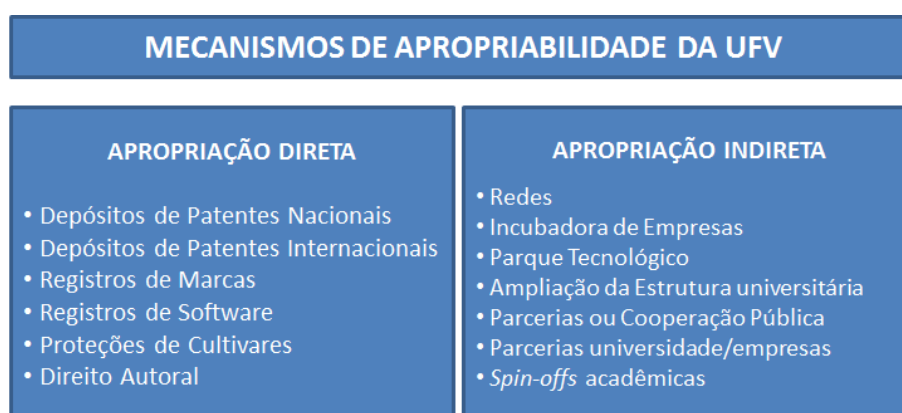 MECANISMOS DE APROPRIABILIDADE DA UFV
APROPRIAÇÃO DIRETA
• Depósitos de Patentes Nacionais
• Depósitos de Patentes Internacionais
• Registros de Marcas
• Registros de Software
• Proteções de Cultivares
• Direito Autoral
APROPRIAÇÃO INDIRETA
• Redes
• Incubadora de Empresas
• Parque Tecnológico
• Ampliação da Estrutura universitária
• Parcerias ou Cooperação Pública
• Parcerias universidade/empresas
• Spin-offs acadêmicas